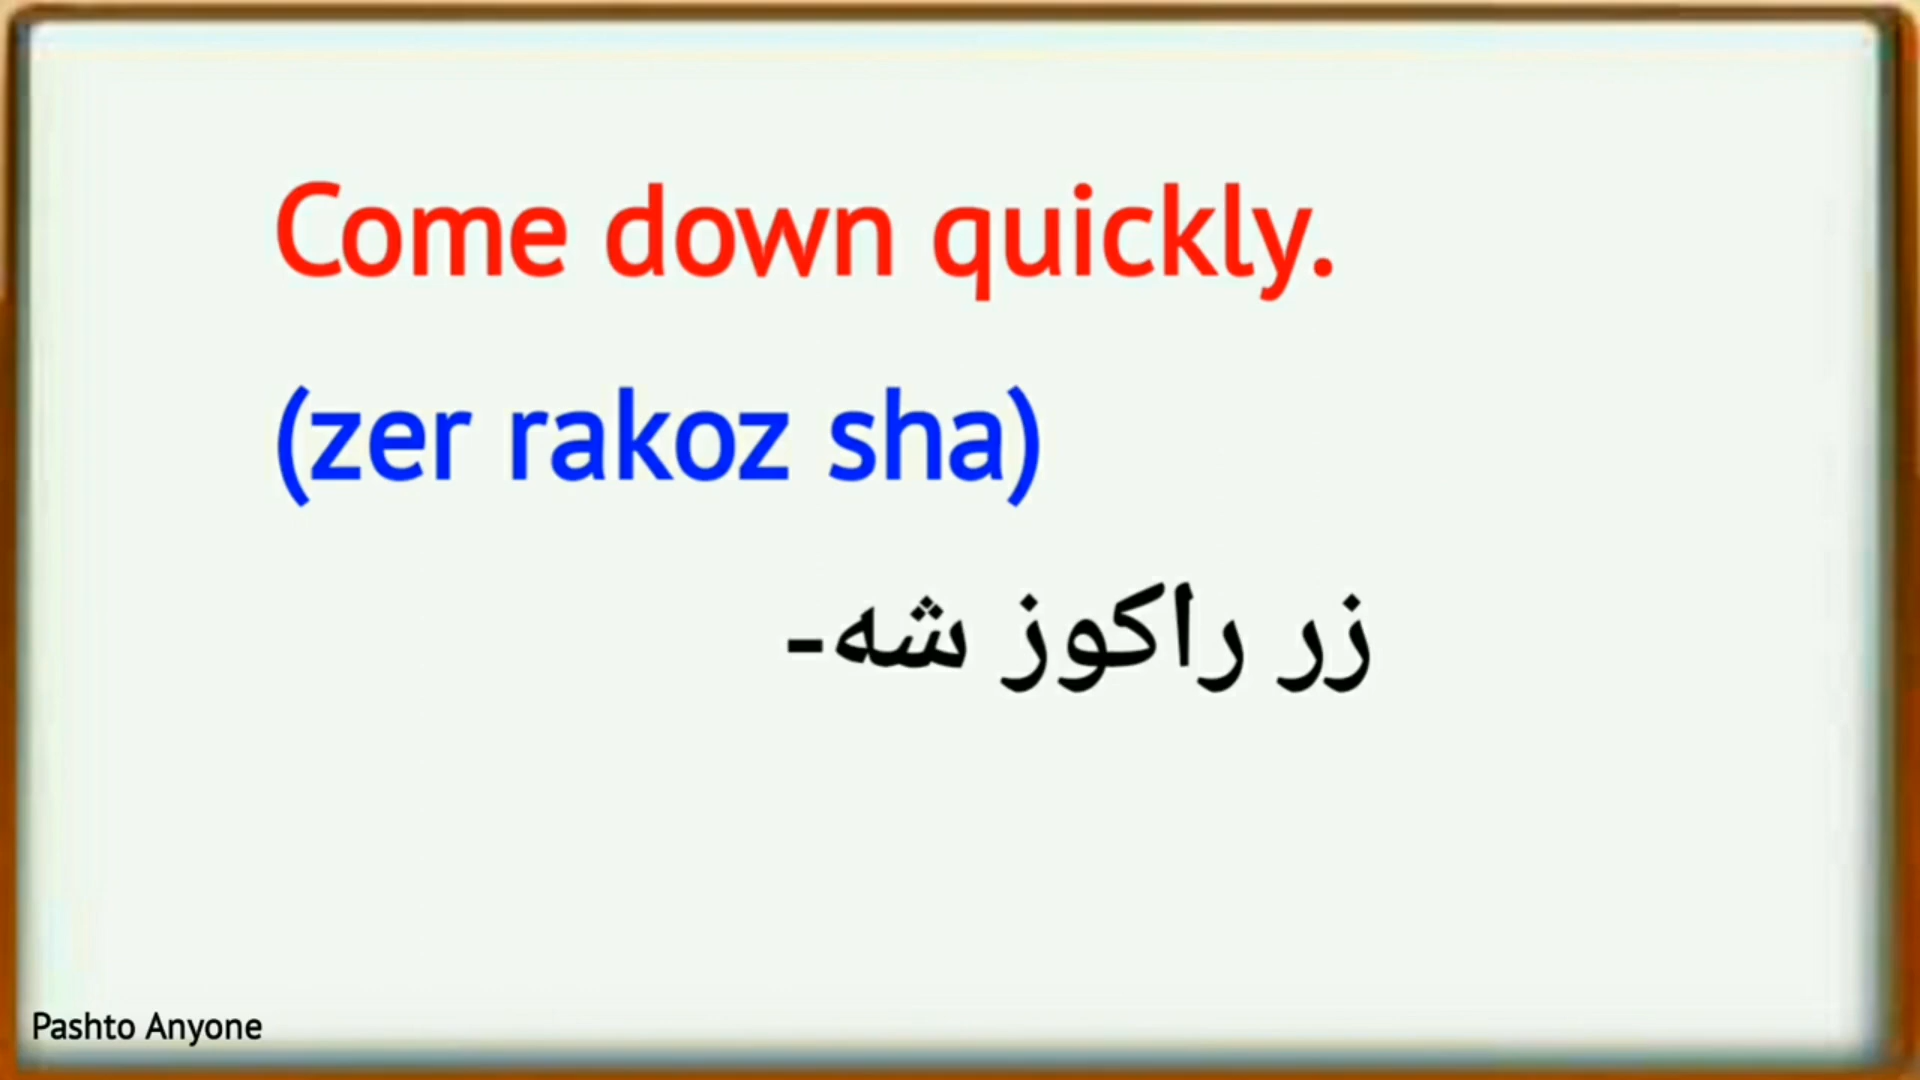 Come down quickly.
(zer rakoz sha)
زر راکوز شه-
Pashto Anyone